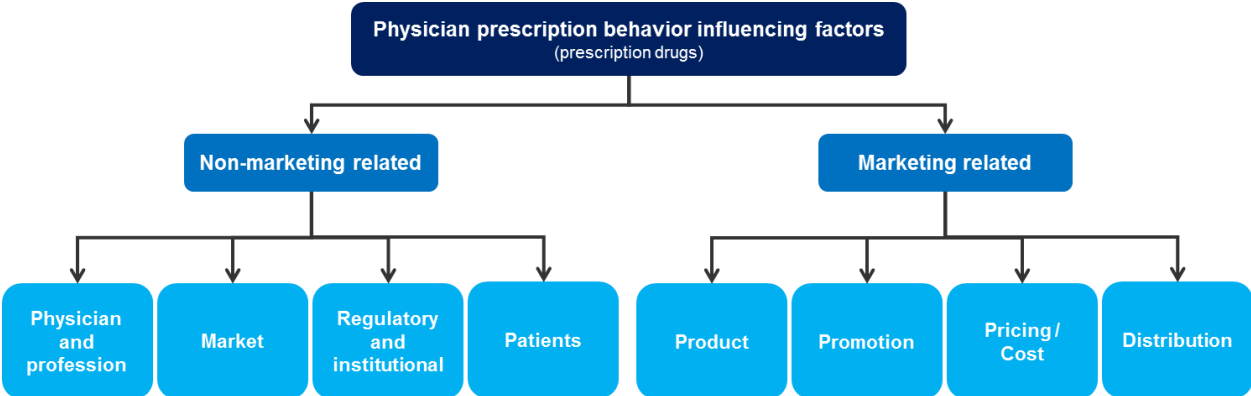 Physician prescription behavior influencing factors
(prescription drugs)
Non-marketing related
Marketing related
Physician
and
profession
Market
Regulatory
and
institutional
Patients
Product
Promotion
Pricing /
Cost
Distribution